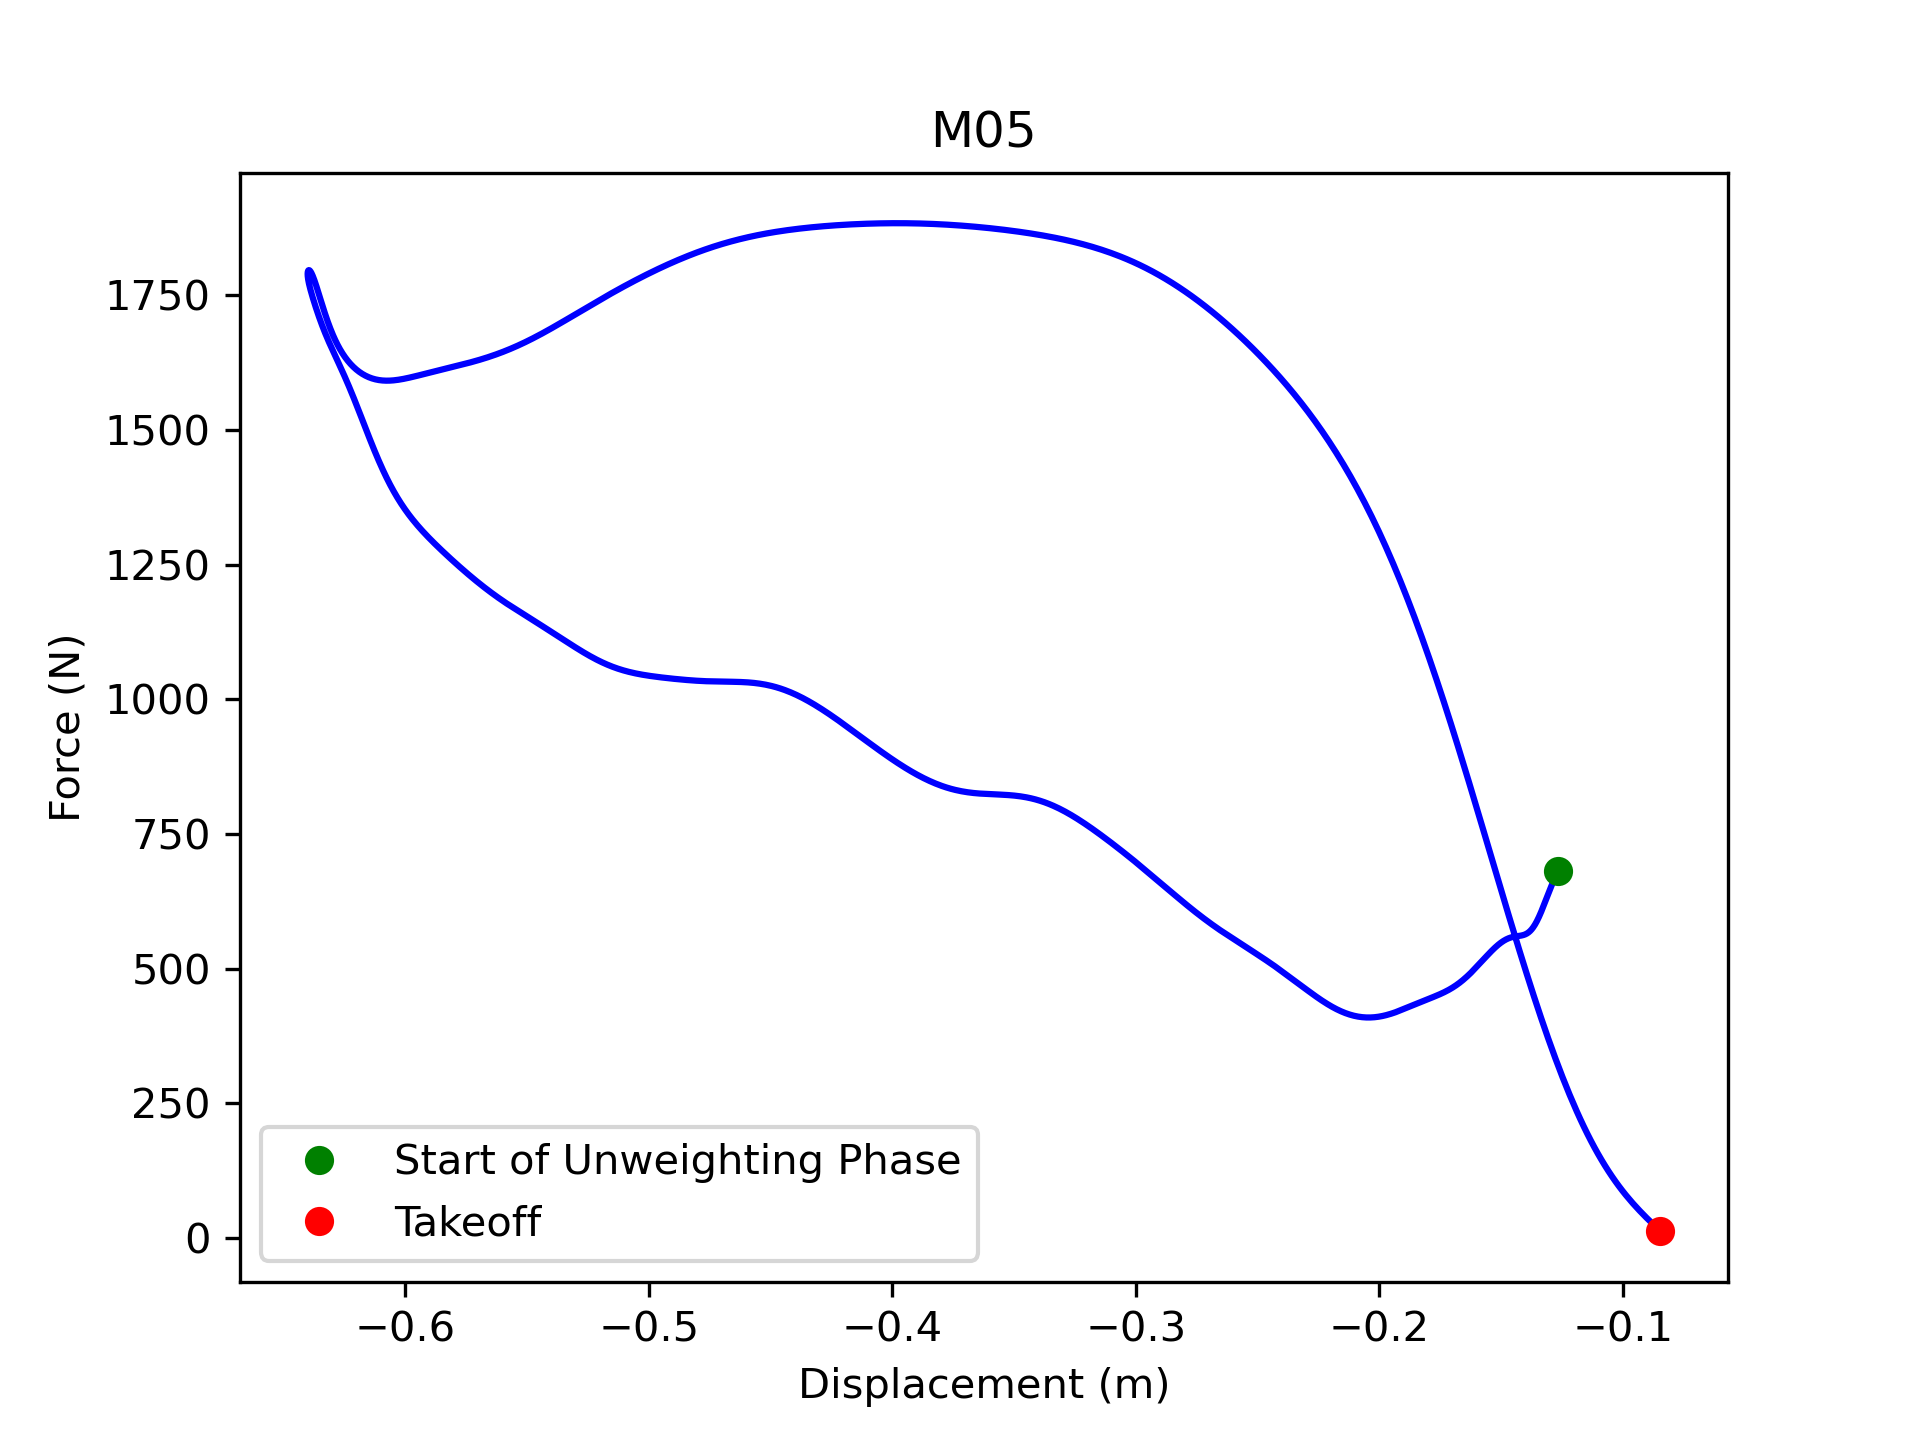 M05
Force (N)
1750
1500
1250
1000
750
500
250
0
Start of Unweighting Phase
Takeoff
−0.6 −0.5 −0.4 −0.3 −0.2 −0.1
Displacement (m)